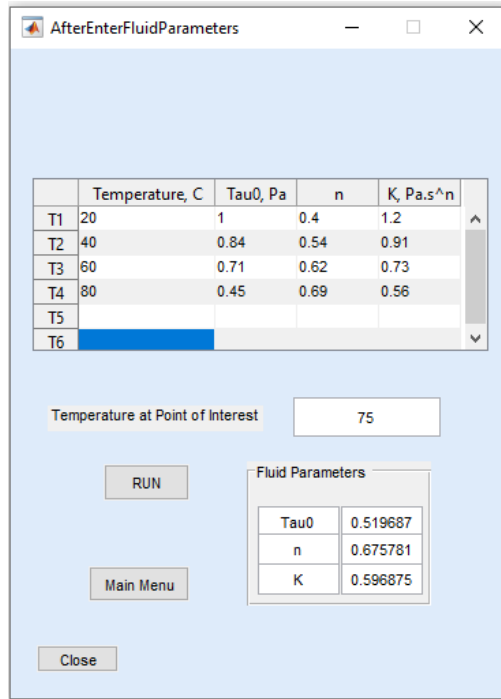 AfterEnterFluidParameters
Temperature, C Tau0, Pa n K, Pa.s^n
T1 20 1 0.4 1.2
T2 40 0.84 0.54 0.91
T3 60 0.71 0.62 0.73
T4 80 0.45 0.69 0.56
T5
T6
Temperature at Point of Interest 75
RUN
Fluid Parameters
Tau0 0.519687
n 0.675781
K 0.596875
Main Menu
Close